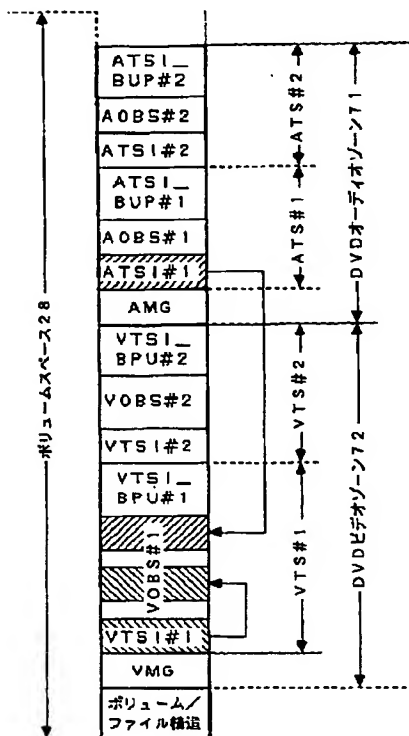 ATSI_
BUP#2
AOBS#2
ATSI#2
ATSI_
BUP#1
AOBS#1
ATSI#1
AMG
VTSI_
BPU#2
VOBS#2
VTSI#2
VTSI_
BPU#1
VOBS#1
VTSI#1
VMG
ボリューム/
ファイル構造
ATS#2
ATS#1
VTS#2
VTS#1
DVDオーディオゾーン71
DVDビデオゾーン72
ボリュームスペース28